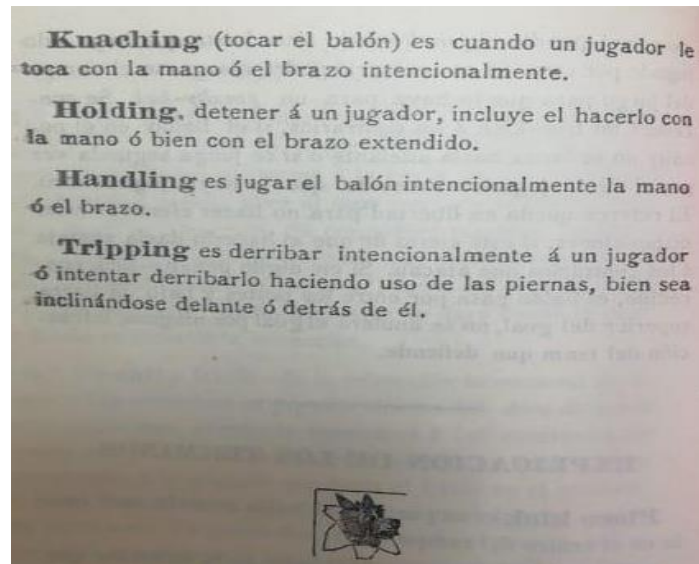 Knaching (tocar el balón) es cuando un jugador le
toca con la mano ó el brazo intencionalmente.
Holding, detener á un jugador, incluye el hacerlo con
la mano ó bien con el brazo extendido.
Handling es jugar el balón intencionalmente la mano
ó el brazo.
Tripping es derribar intencionalmente á un jugador
ó intentar derribarlo haciendo uso de las piernas, bien sea
inclinándose delante ó detrás de él.